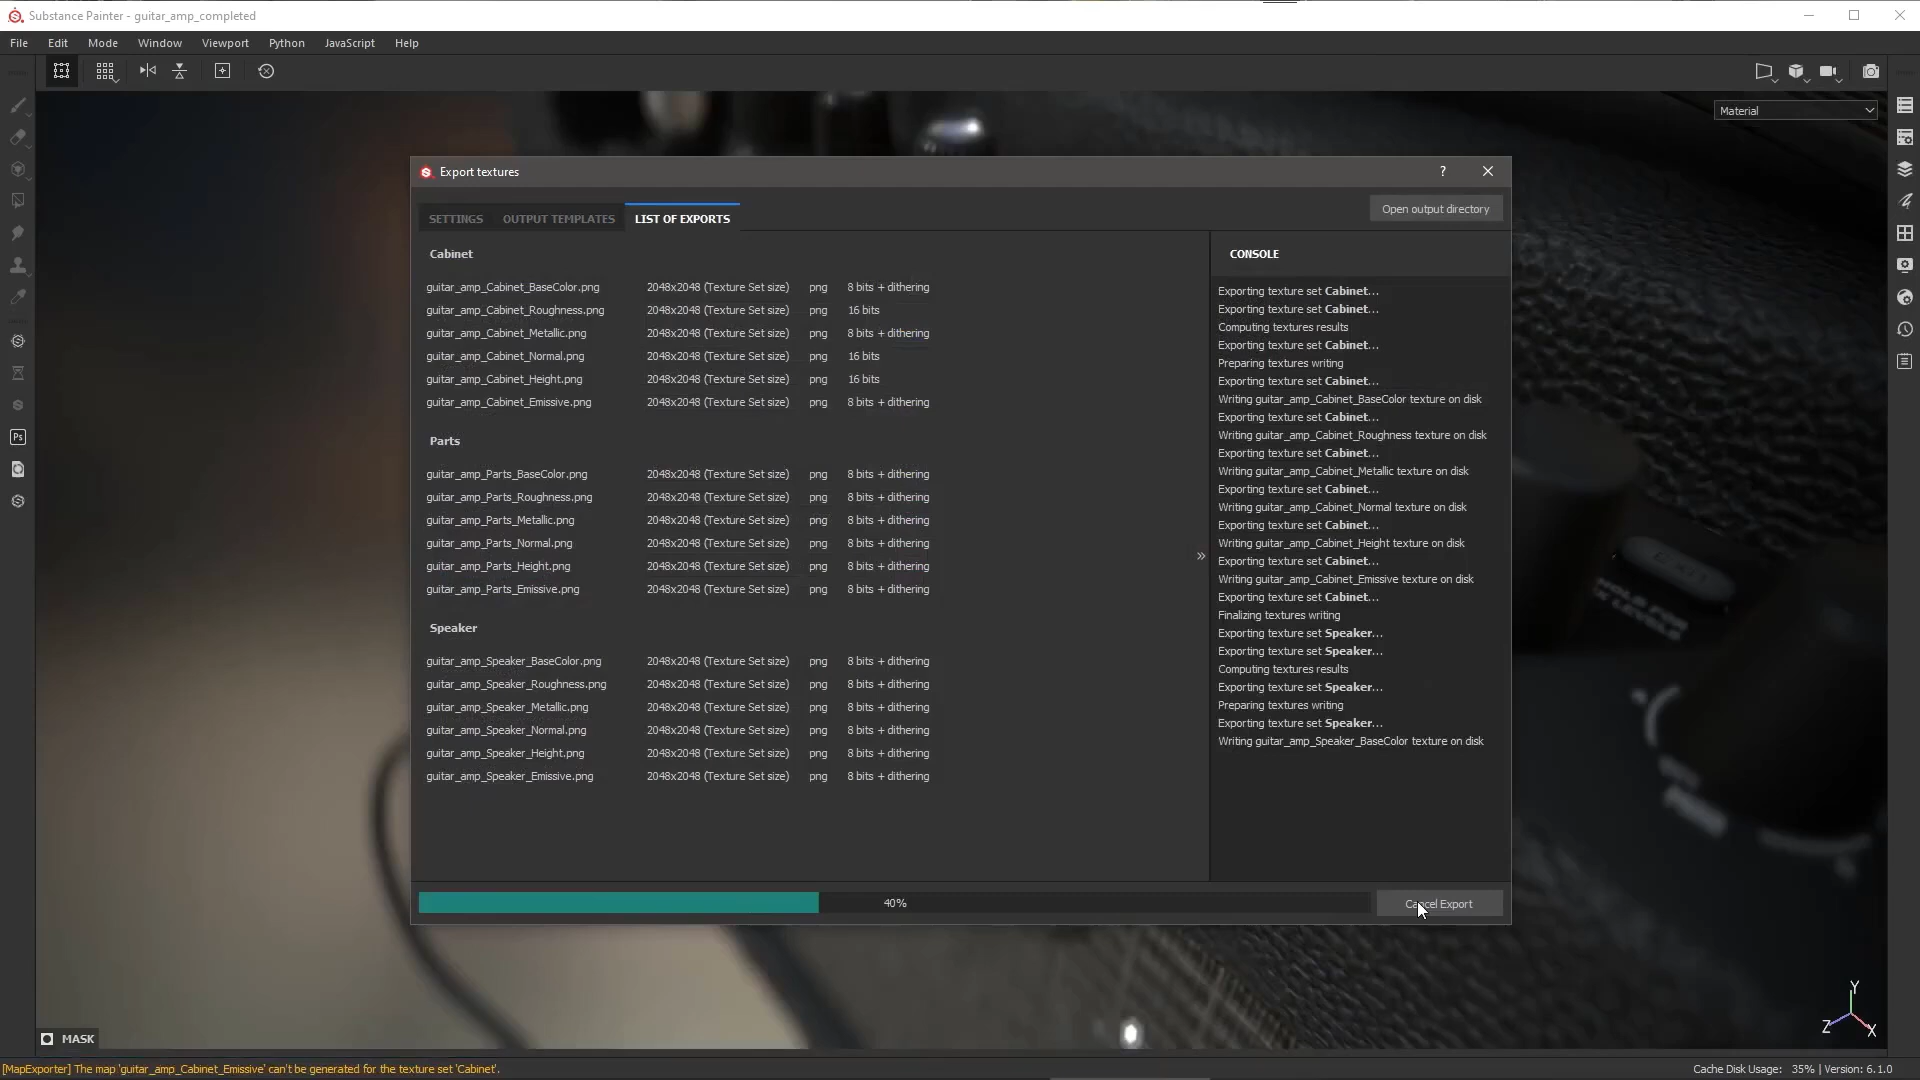 Substance Painter - guitar_amp_completed
File Edit Mode Window Viewport Python JavaScript Help
Material
Export textures
?
SETTINGS OUTPUT TEMPLATES LIST OF EXPORTS
Open output directory
Cabinet
guitar_amp_Cabinet_BaseColor.png 2048x2048 (Texture Set size) png 8 bits + dithering
guitar_amp_Cabinet_Roughness.png 2048x2048 (Texture Set size) png 16 bits
guitar_amp_Cabinet_Metallic.png 2048x2048 (Texture Set size) png 8 bits + dithering
guitar_amp_Cabinet_Normal.png 2048x2048 (Texture Set size) png 16 bits
guitar_amp_Cabinet_Height.png 2048x2048 (Texture Set size) png 16 bits
guitar_amp_Cabinet_Emissive.png 2048x2048 (Texture Set size) png 8 bits + dithering
Parts
guitar_amp_Parts_BaseColor.png 2048x2048 (Texture Set size) png 8 bits + dithering
guitar_amp_Parts_Roughness.png 2048x2048 (Texture Set size) png 8 bits + dithering
guitar_amp_Parts_Metallic.png 2048x2048 (Texture Set size) png 8 bits + dithering
guitar_amp_Parts_Normal.png 2048x2048 (Texture Set size) png 8 bits + dithering
guitar_amp_Parts_Height.png 2048x2048 (Texture Set size) png 8 bits + dithering
guitar_amp_Parts_Emissive.png 2048x2048 (Texture Set size) png 8 bits + dithering
Speaker
guitar_amp_Speaker_BaseColor.png 2048x2048 (Texture Set size) png 8 bits + dithering
guitar_amp_Speaker_Roughness.png 2048x2048 (Texture Set size) png 8 bits + dithering
guitar_amp_Speaker_Metallic.png 2048x2048 (Texture Set size) png 8 bits + dithering
guitar_amp_Speaker_Normal.png 2048x2048 (Texture Set size) png 8 bits + dithering
guitar_amp_Speaker_Height.png 2048x2048 (Texture Set size) png 8 bits + dithering
guitar_amp_Speaker_Emissive.png 2048x2048 (Texture Set size) png 8 bits + dithering
»
CONSOLE
Exporting texture set Cabinet...
Exporting texture set Cabinet...
Computing textures results
Exporting texture set Cabinet...
Preparing textures writing
Exporting texture set Cabinet...
Writing guitar_amp_Cabinet_BaseColor texture on disk
Exporting texture set Cabinet...
Writing guitar_amp_Cabinet_Roughness texture on disk
Exporting texture set Cabinet...
Writing guitar_amp_Cabinet_Metallic texture on disk
Exporting texture set Cabinet...
Writing guitar_amp_Cabinet_Normal texture on disk
Exporting texture set Cabinet...
Writing guitar_amp_Cabinet_Height texture on disk
Exporting texture set Cabinet...
Writing guitar_amp_Cabinet_Emissive texture on disk
Exporting texture set Cabinet...
Finalizing textures writing
Exporting texture set Speaker...
Exporting texture set Speaker...
Computing textures results
Exporting texture set Speaker...
Preparing textures writing
Exporting texture set Speaker...
Writing guitar_amp_Speaker_BaseColor texture on disk
40%
Cancel Export
Ps
EXIT
HOLD FOR
Y
Z
X
MASK
[MapExporter] The map 'guitar_amp_Cabinet_Emissive' can't be generated for the texture set 'Cabinet'.
Cache Disk Usage: 35% | Version: 6.1.0